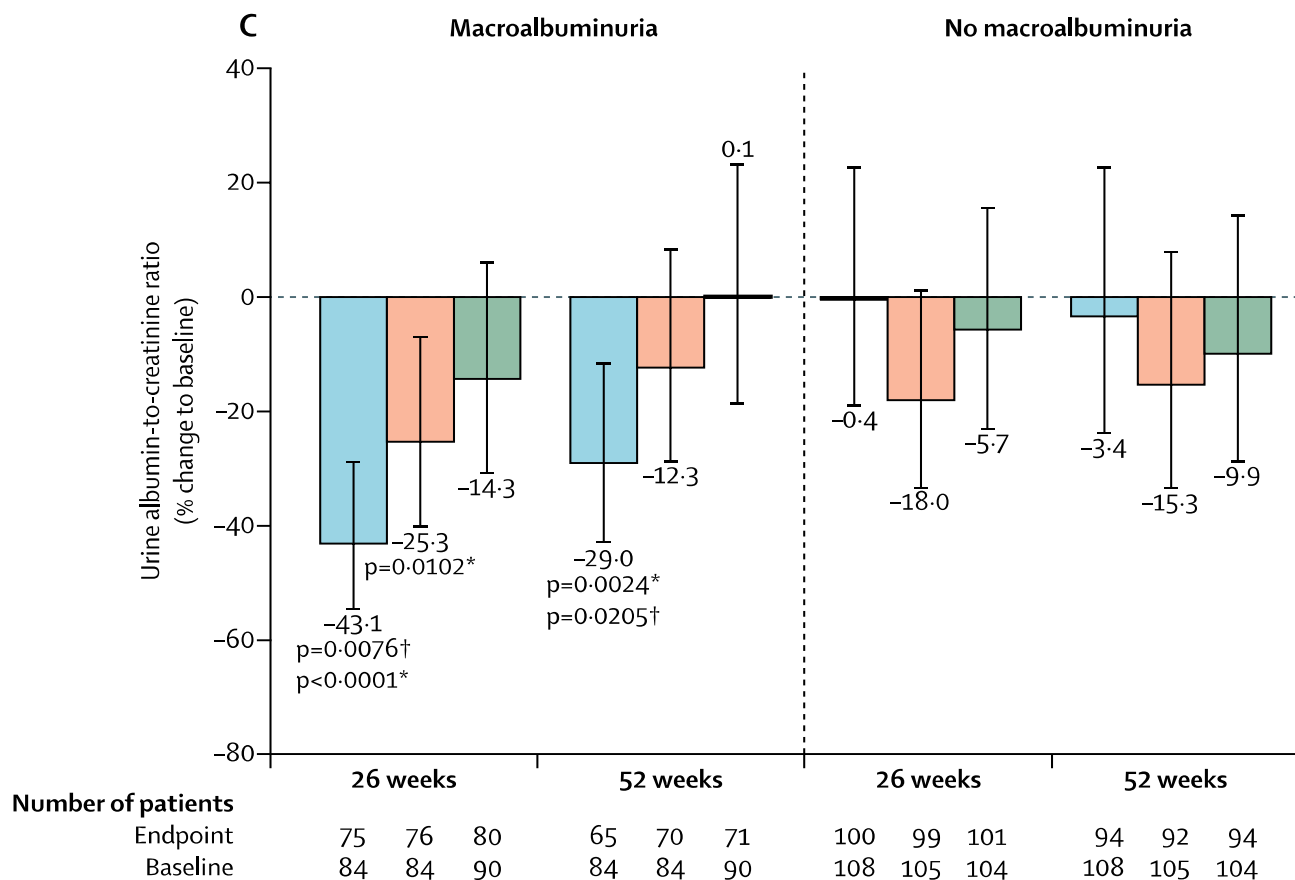 C
Macroalbuminuria
No macroalbuminuria
Urine albumin-to-creatinine ratio
(% change to baseline)
40
20
0
−20
−40
−60
−80
−43·1
p=0·0076†
p<0·0001*
−25·3
p=0·0102*
−14·3
−29·0
p=0·0024*
p=0·0205†
−12·3
0·1
−0·4
−18·0
−5·7
−3·4
−15·3
−9·9
26 weeks 52 weeks 26 weeks 52 weeks
Number of patients
Endpoint 75 76 80 65 70 71 100 99 101 94 92 94
Baseline 84 84 90 84 84 90 108 105 104 108 105 104